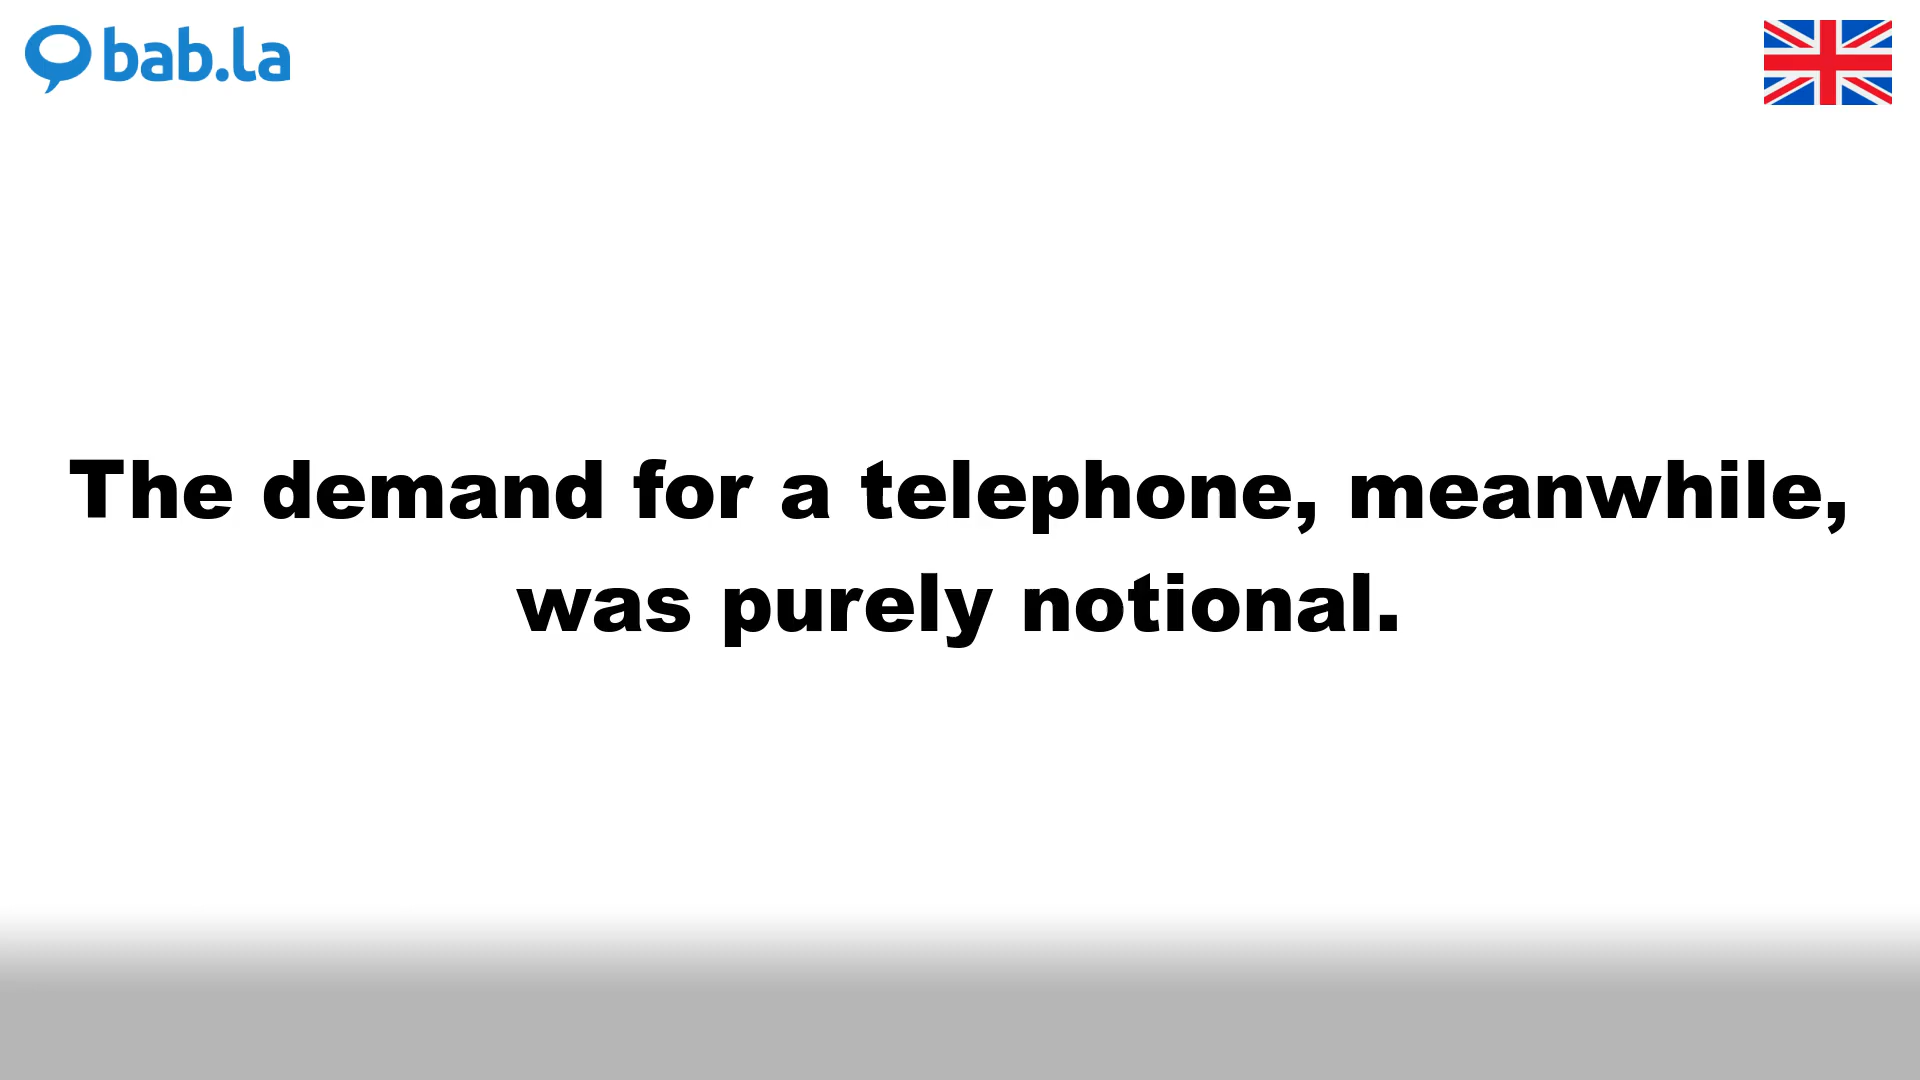 bab.la
The demand for a telephone, meanwhile,
was purely notional.